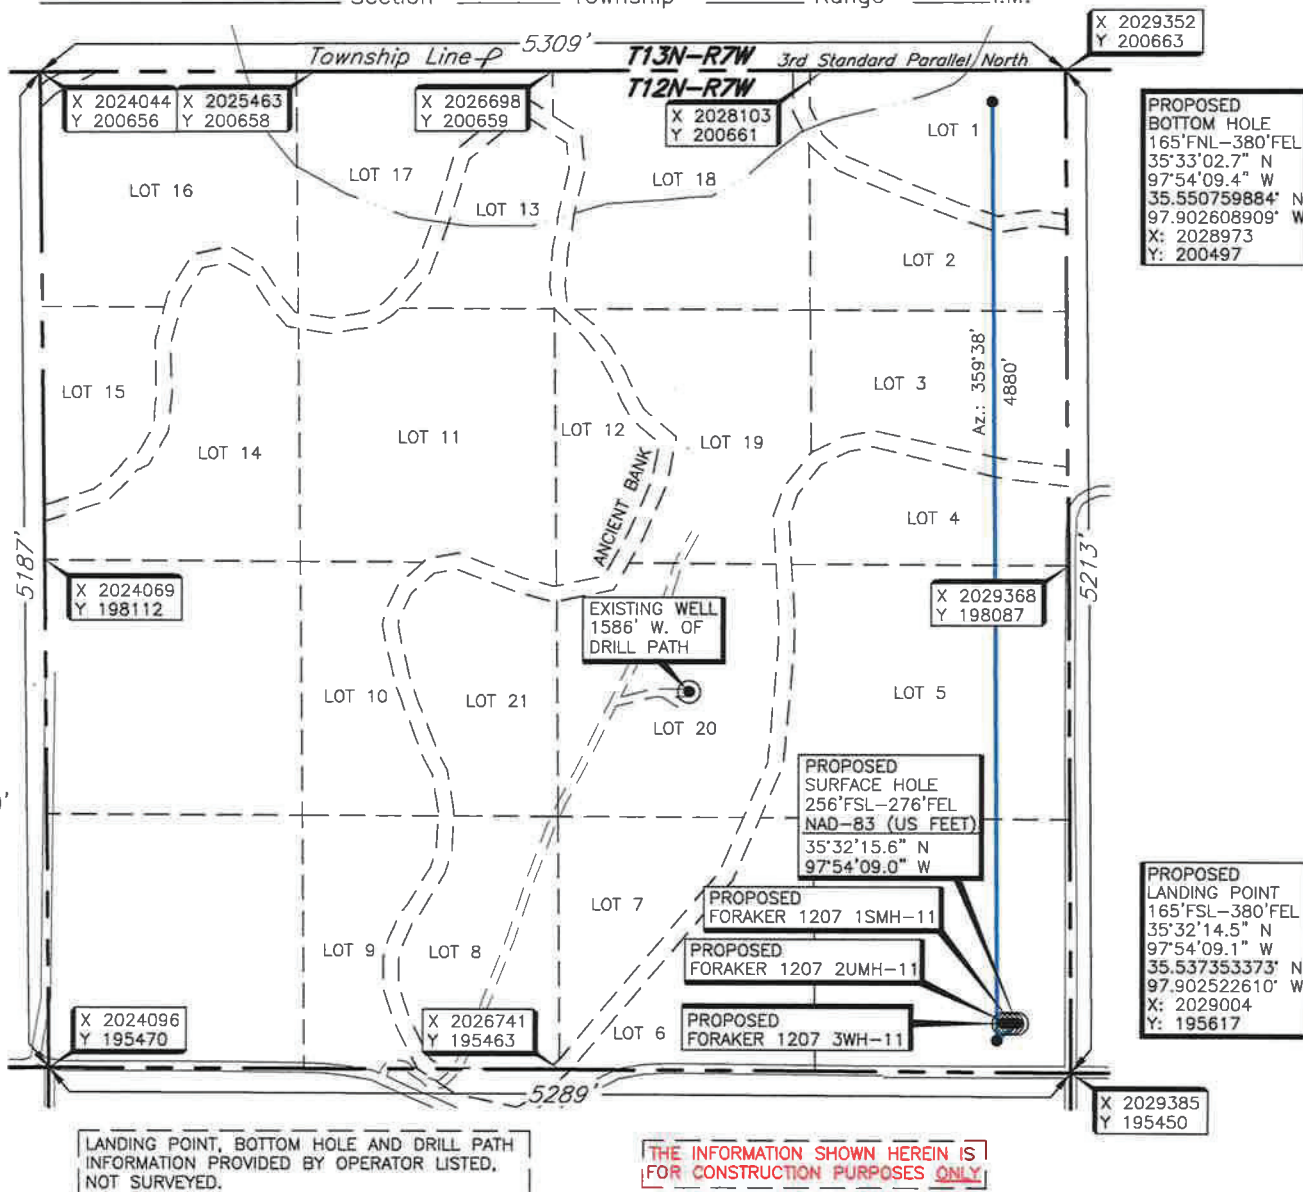 Section Township Range I.M.
X 2029352
Y 200663
5309'
Township Line
T13N-R7W
3rd Standard Parallel North
T12N-R7W
X 2024044
Y 200656
X 2025463
Y 200658
X 2026698
Y 200659
X 2028103
Y 200661
LOT 1
PROPOSED
BOTTOM HOLE
165'FNL-380'FEL
35°33'02.7" N
97°54'09.4" W
35.550759884° N
97.902608909° W
X: 2028973
Y: 200497
LOT 16
LOT 17
LOT 18
LOT 13
LOT 2
LOT 15
LOT 14
LOT 11
LOT 12
LOT 19
LOT 3
Az.: 359°38'
4880'
ANCIENT BANK
LOT 4
5187'
5213'
X 2024069
Y 198112
X 2029368
Y 198087
EXISTING WELL
1586' W. OF
DRILL PATH
LOT 10
LOT 21
LOT 20
LOT 5
PROPOSED
SURFACE HOLE
256'FSL-276'FEL
NAD-83 (US FEET)
35°32'15.6" N
97°54'09.0" W
PROPOSED
LANDING POINT
165'FSL-380'FEL
35°32'14.5" N
97°54'09.1" W
35.537353373° N
97.902522610° W
X: 2029004
Y: 195617
LOT 7
PROPOSED
FORAKER 1207 1SMH-11
LOT 9
LOT 8
PROPOSED
FORAKER 1207 2UMH-11
X 2024096
Y 195470
X 2026741
Y 195463
LOT 6
PROPOSED
FORAKER 1207 3WH-11
5289'
X 2029385
Y 195450
LANDING POINT, BOTTOM HOLE AND DRILL PATH
INFORMATION PROVIDED BY OPERATOR LISTED,
NOT SURVEYED.
THE INFORMATION SHOWN HEREIN IS
FOR CONSTRUCTION PURPOSES ONLY